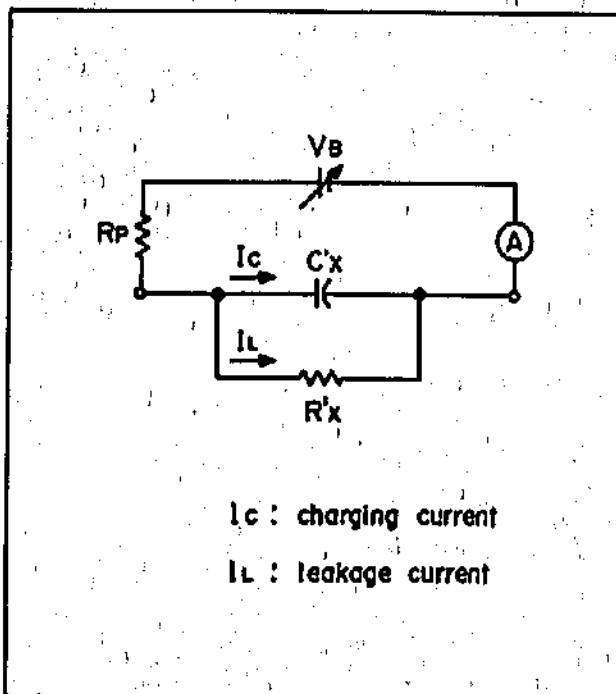 VB
RP
A
IC
C'X
IL
R'X
Ic : charging current
IL : leakage current